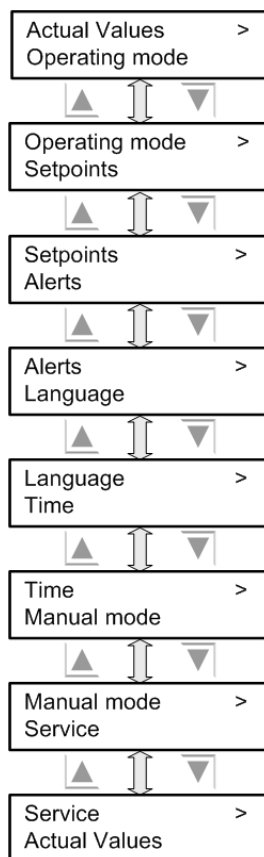 Actual Values >
Operating mode
Operating mode >
Setpoints
Setpoints >
Alerts
Alerts >
Language
Language >
Time
Time >
Manual mode
Manual mode >
Service
Service >
Actual Values